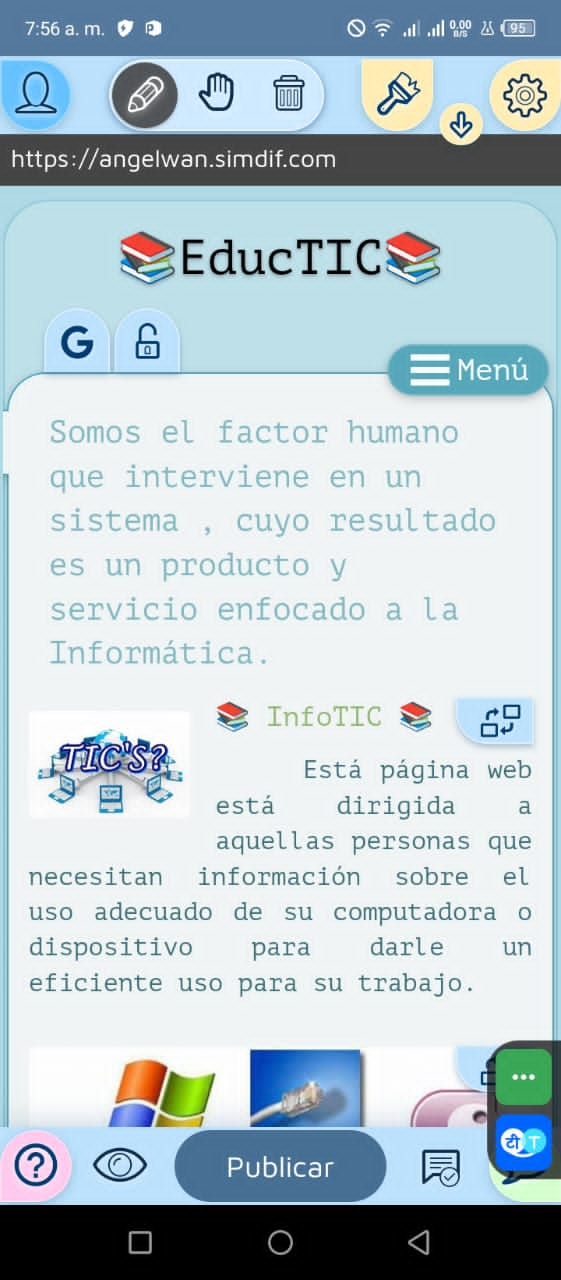 7:56 a. m.
0.00
B/S
95
https://angelwan.simdif.com
EducTIC
G
Menú
Somos el factor humano
que interviene en un
sistema , cuyo resultado
es un producto y
servicio enfocado a la
Informática.
TIC'S?
InfoTIC
Está página web
está dirigida a
aquellas personas que
necesitan información sobre el
uso adecuado de su computadora o
dispositivo para darle un
eficiente uso para su trabajo.
टी T
Publicar